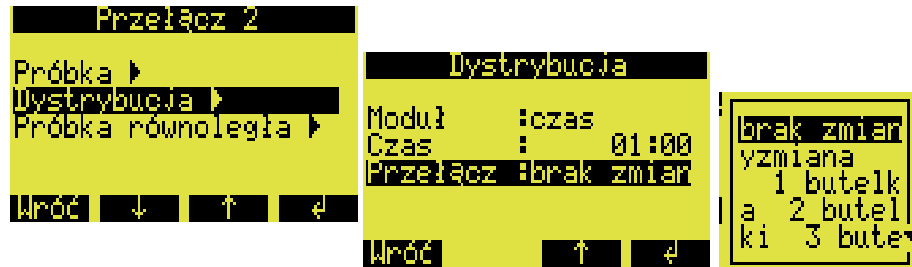 Przełącz 2
Próbka
Dystrybucja
Próbka równoległa
Wróć ↓ ↑ ↲
Dystrybucja
Moduł :czas
Czas : 01:00
Przełącz :brak zmian
Wróć ↑ ↲
brak zmian
yzmiana
1 butelk
a 2 butel
ki 3 bute